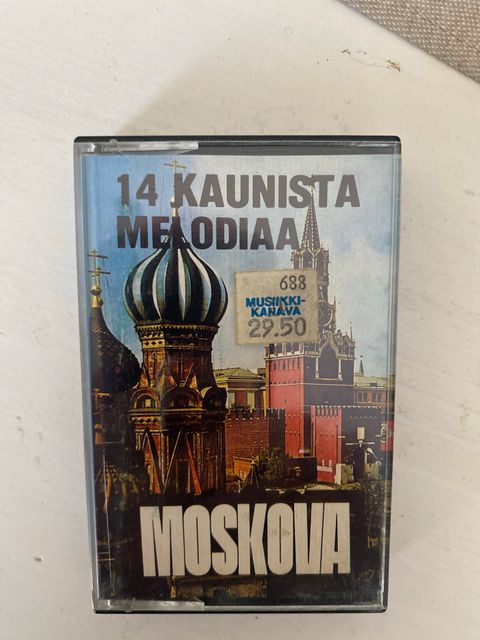 14 KAUNISTA
MELODIAA
688
MUSIIKKI-
KANAVA
29.50
MOSKOVA